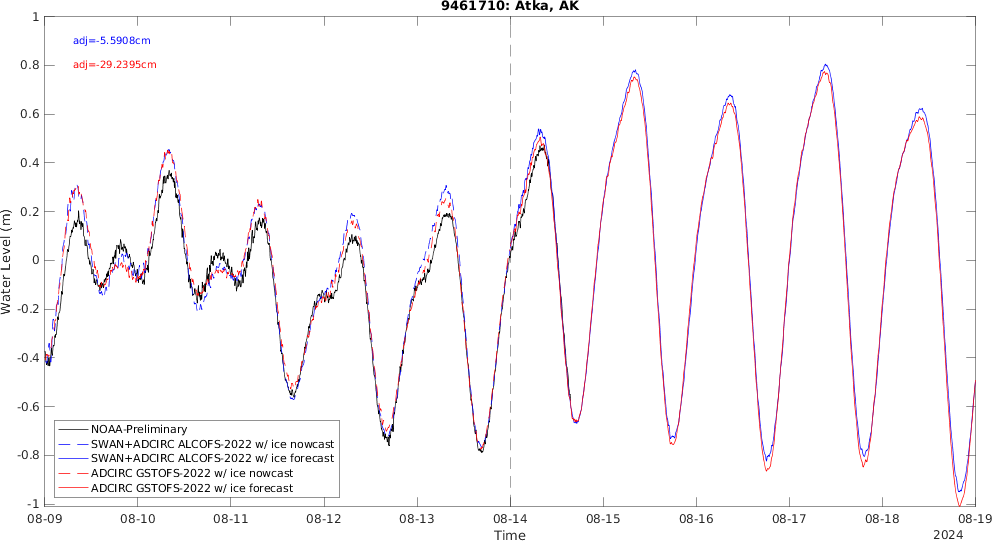 9461710: Atka, AK
adj=-5.5908cm
adj=-29.2395cm
Water Level (m)
1
0.8
0.6
0.4
0.2
0
-0.2
-0.4
-0.6
-0.8
-1
NOAA-Preliminary
SWAN+ADCIRC ALCOFS-2022 w/ ice nowcast
SWAN+ADCIRC ALCOFS-2022 w/ ice forecast
ADCIRC GSTOFS-2022 w/ ice nowcast
ADCIRC GSTOFS-2022 w/ ice forecast
08-09 08-10 08-11 08-12 08-13 08-14 08-15 08-16 08-17 08-18 08-19
Time
2024